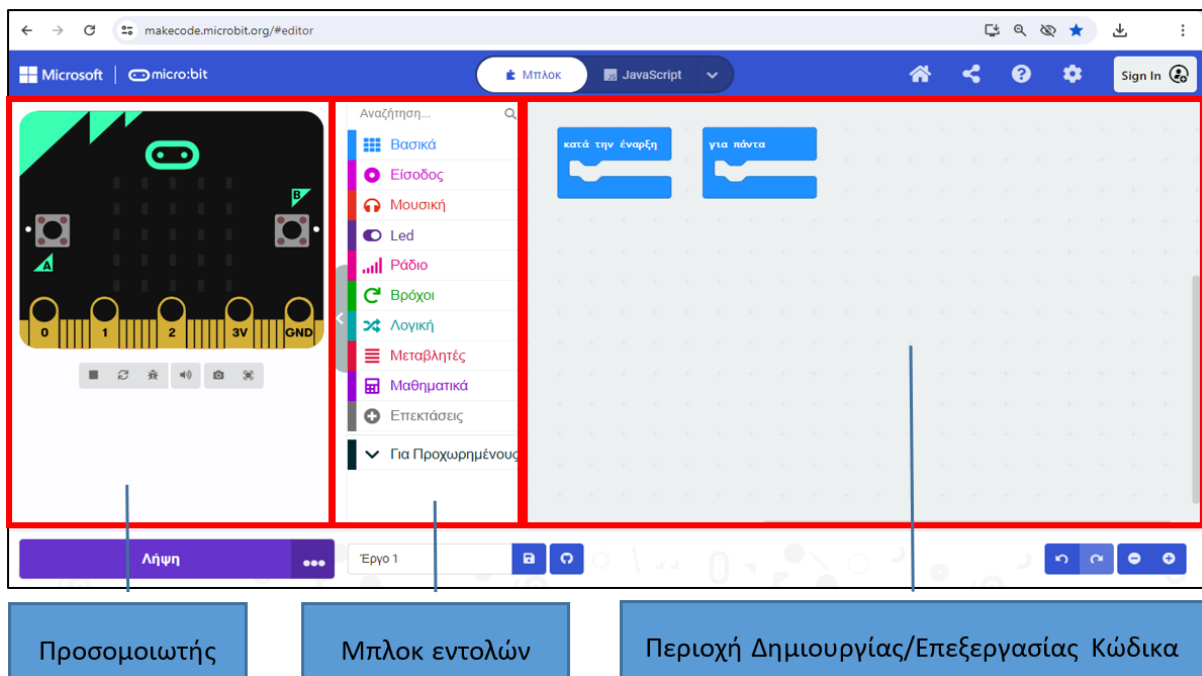 makecode.microbit.org/#editor
Microsoft
micro:bit
Μπλοκ
JavaScript
Sign In
B
A
0
1
2
3V
GND
Αναζήτηση...
Βασικά
Είσοδος
Μουσική
Led
Ράδιο
Βρόχοι
Λογική
Μεταβλητές
Μαθηματικά
Επεκτάσεις
Για Προχωρημένους
κατά την έναρξη
για πάντα
Λήψη
Έργο 1
Προσομοιωτής
Μπλοκ εντολών
Περιοχή Δημιουργίας/Επεξεργασίας Κώδικα